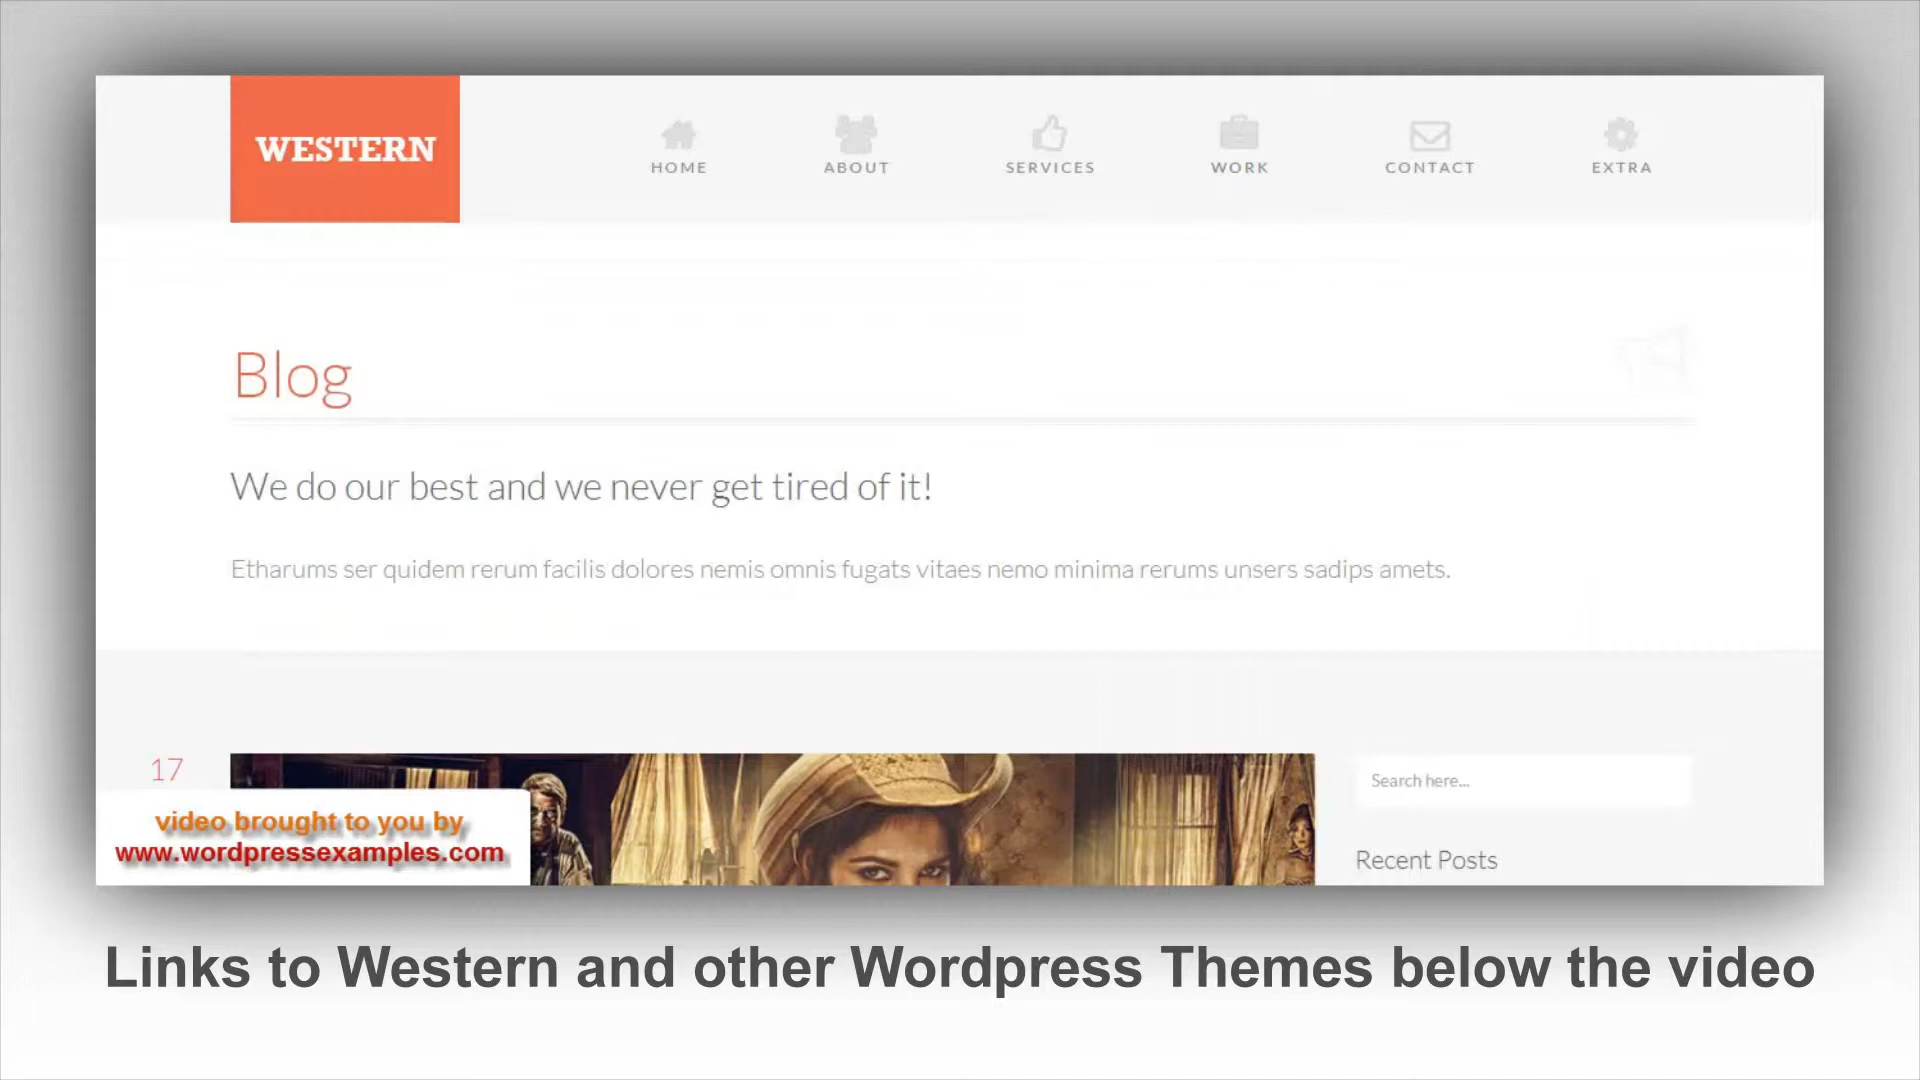 WESTERN
HOME
ABOUT
SERVICES
WORK
CONTACT
EXTRA
Blog
We do our best and we never get tired of it!
Etharums ser quidem rerum facilis dolores nemis omnis fugats vitaes nemo minima rerums unsers sadips amets.
17
Search here...
Recent Posts
video brought to you by
www.wordpressexamples.com
Links to Western and other Wordpress Themes below the video